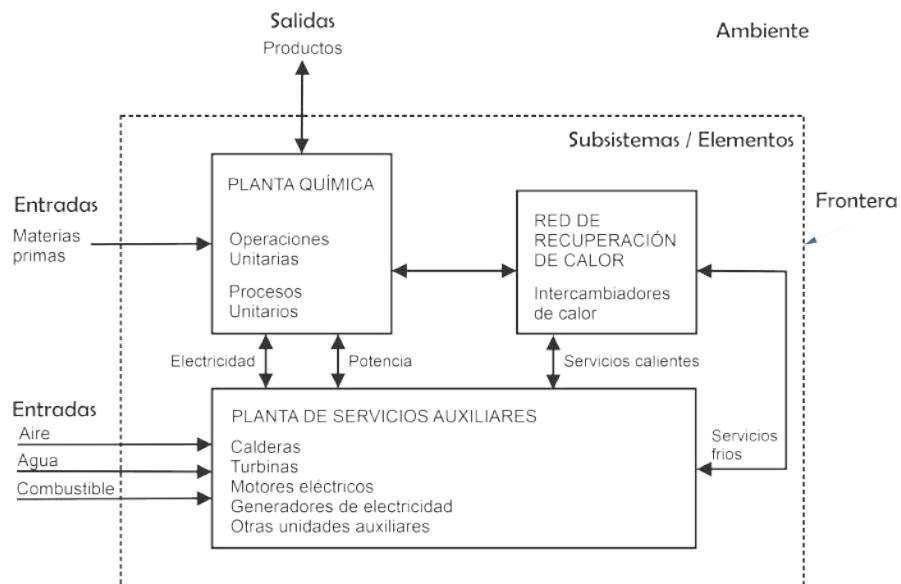 Salidas
Productos
Ambiente
Subsistemas / Elementos
PLANTA QUÍMICA
Operaciones
Unitarias
Procesos
Unitarios
Entradas
Materias
primas
RED DE
RECUPERACIÓN
DE CALOR
Intercambiadores
de calor
Frontera
Electricidad
Potencia
Servicios calientes
Entradas
Aire
Agua
Combustible
PLANTA DE SERVICIOS AUXILIARES
Calderas
Turbinas
Motores eléctricos
Generadores de electricidad
Otras unidades auxiliares
Servicios
frios